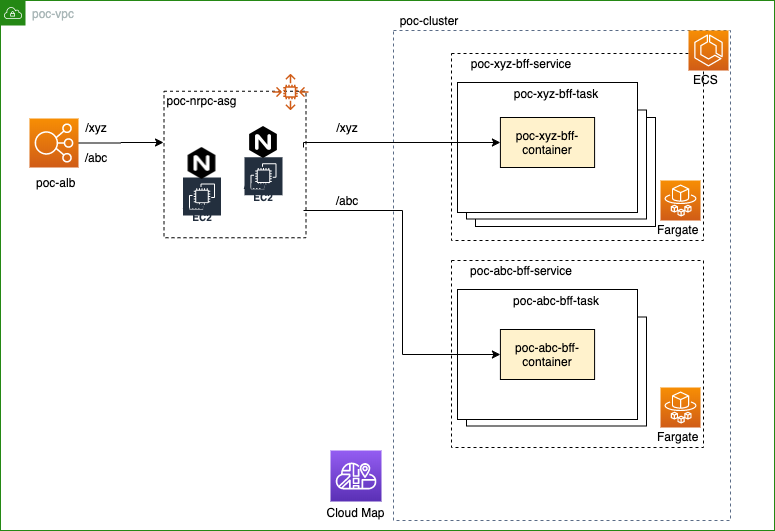 poc-vpc
poc-cluster
ECS
poc-xyz-bff-service
poc-xyz-bff-task
poc-xyz-bff-
container
Fargate
poc-nrpc-asg
N
EC2
N
EC2
/xyz
/abc
poc-alb
/xyz
/abc
poc-abc-bff-service
poc-abc-bff-task
poc-abc-bff-
container
Fargate
Cloud Map